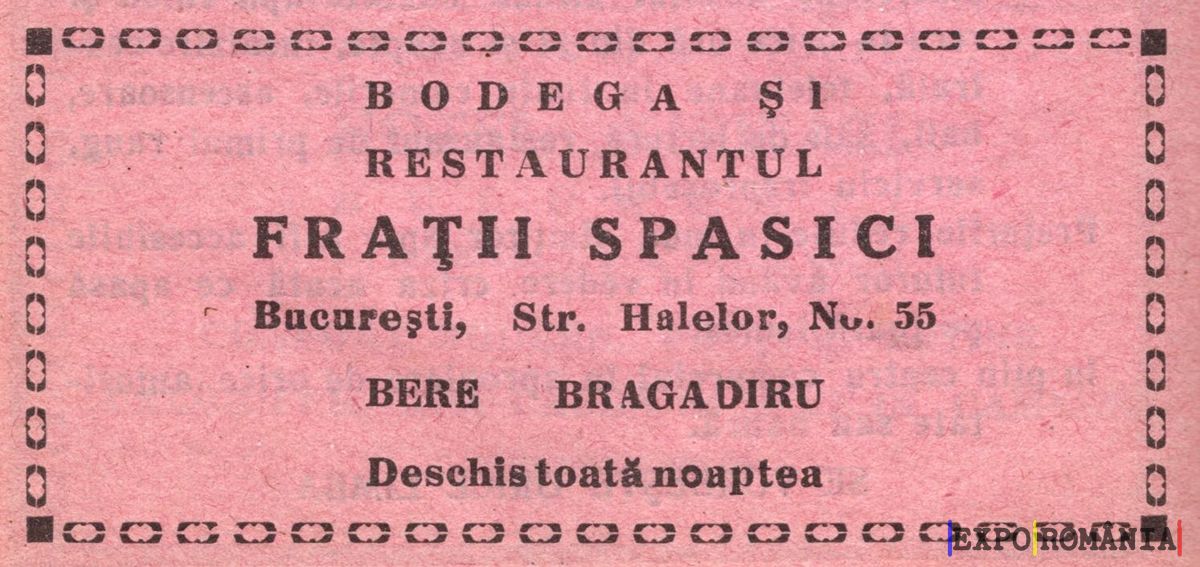 BODEGA ŞI
RESTAURANTUL
FRAŢII SPASICI
Bucureşti, Str. Halelor, No. 55
BERE BRAGADIRU
Deschis toată noaptea
EXPO ROMÂNIA